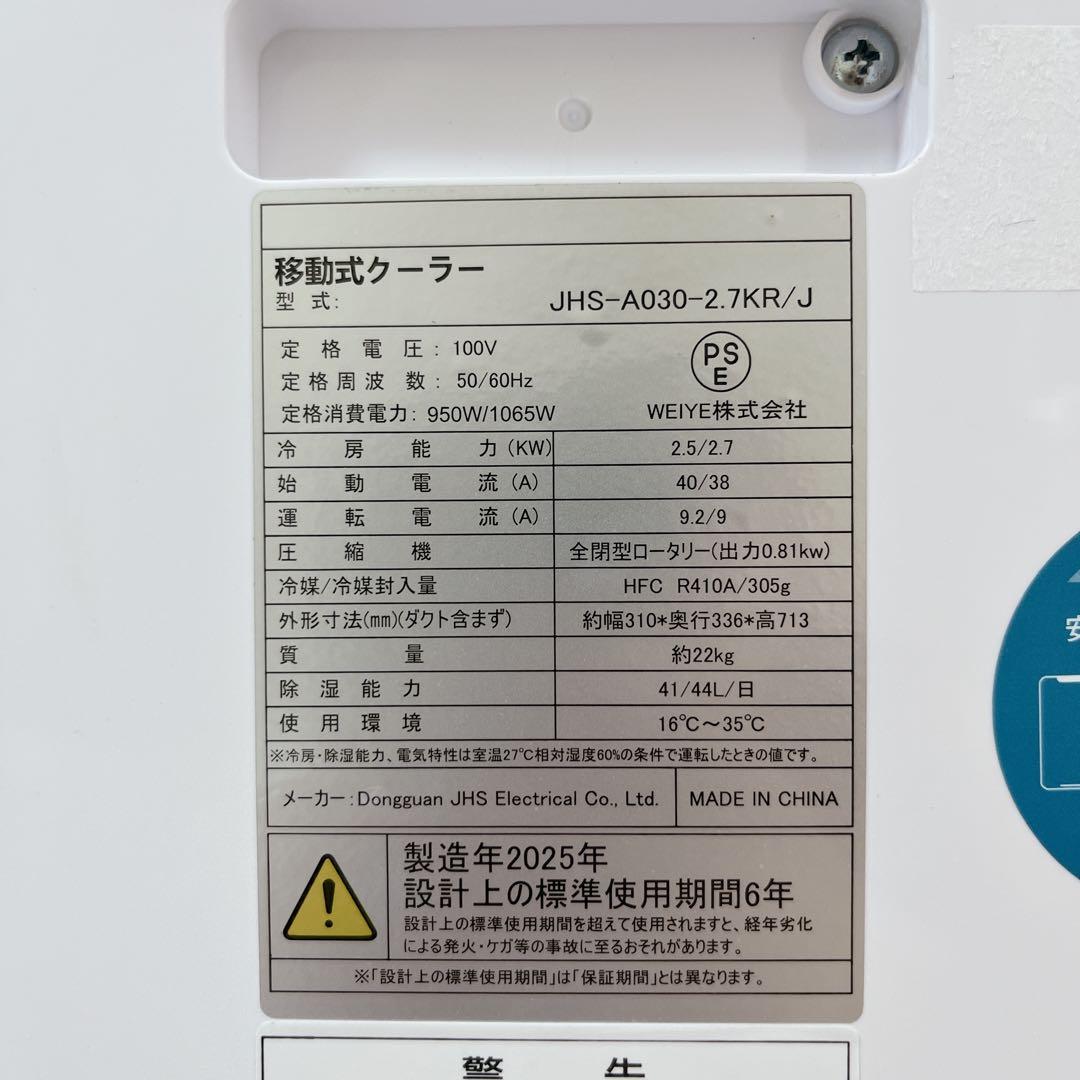 移動式クーラー
型式: JHS-A030-2.7KR/J
定格電圧: 100V
PSE
定格周波数: 50/60Hz
定格消費電力: 950W/1065W
WEIYE株式会社
冷房能力(KW) 2.5/2.7
始動電流(A) 40/38
運転電流(A) 9.2/9
圧縮機 全閉型ロータリー(出力0.81kw)
冷媒/冷媒封入量 HFC R410A/305g
外形寸法(mm)(ダクト含まず) 約幅310*奥行336*高713
質量 約22kg
除湿能力 41/44L/日
使用環境 16℃～35℃
※冷房・除湿能力、電気特性は室温27℃相対湿度60%の条件で運転したときの値です。
メーカー:Dongguan JHS Electrical Co., Ltd. MADE IN CHINA
製造年2025年
設計上の標準使用期間6年
設計上の標準使用期間を超えて使用されますと、経年劣化
による発火・ケガ等の事故に至るおそれがあります。
※「設計上の標準使用期間」は「保証期間」とは異なります。
安
警告